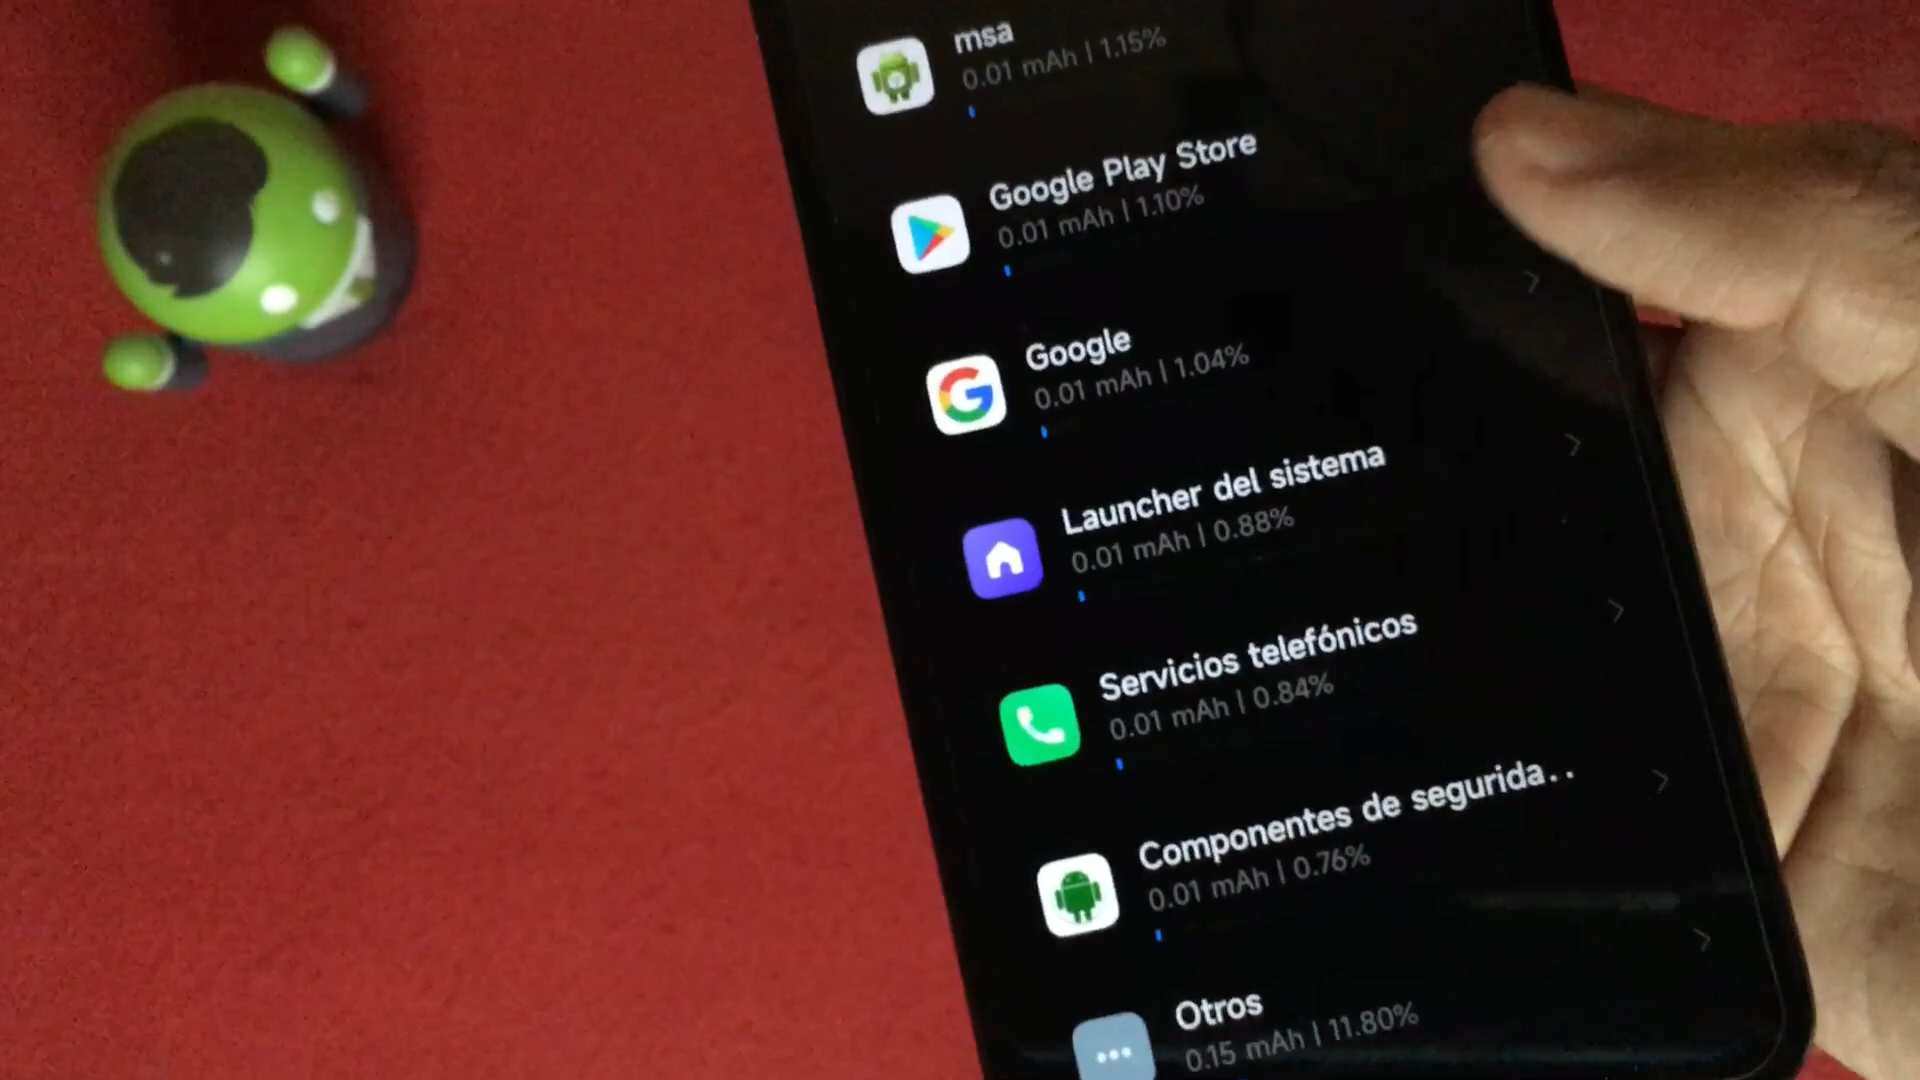 msa
0.01 mAh | 1.15%
Google Play Store
0.01 mAh | 1.10%
Google
0.01 mAh | 1.04%
Launcher del sistema
0.01 mAh | 0.88%
Servicios telefónicos
0.01 mAh | 0.84%
Componentes de segurida..
0.01 mAh | 0.76%
Otros
0.15 mAh | 11.80%